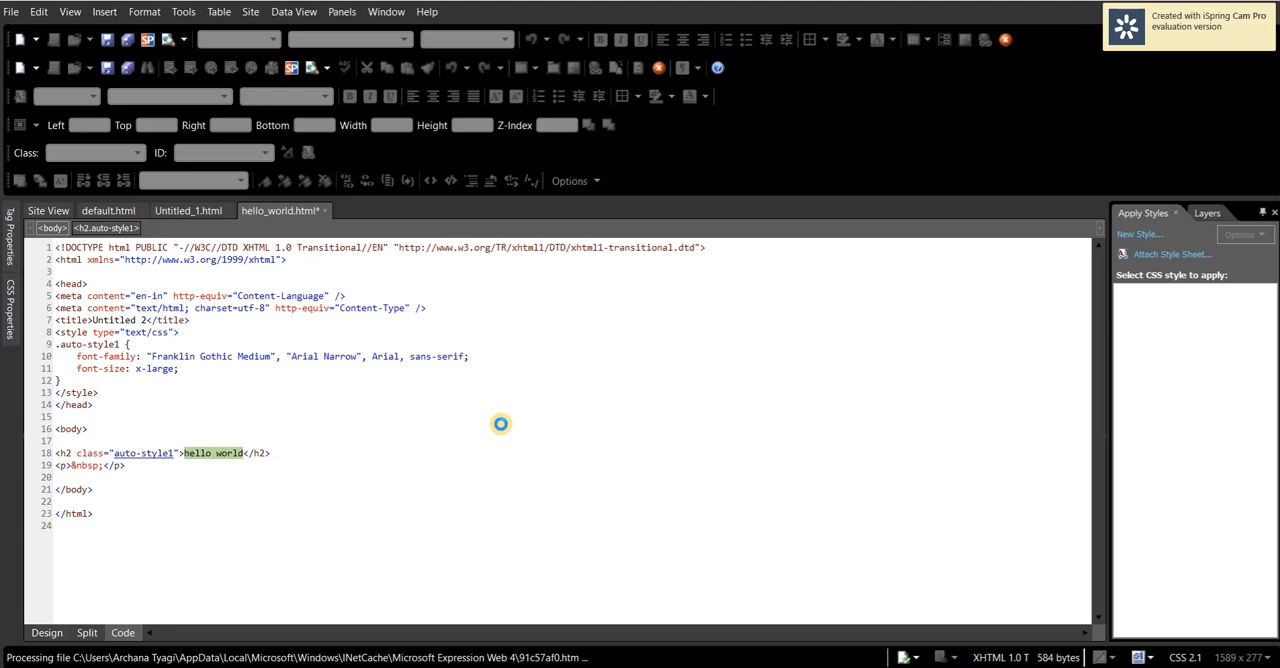 File Edit View Insert Format Tools Table Site Data View Panels Window Help
Created with iSpring Cam Pro
evaluation version
Left Top Right Bottom Width Height Z-Index
Class: ID:
Options
Site View default.html Untitled_1.html hello_world.html* ×
<body> <h2.auto-style1>
Tag Properties
CSS Properties
1 <!DOCTYPE html PUBLIC "-//W3C//DTD XHTML 1.0 Transitional//EN" "http://www.w3.org/TR/xhtml1/DTD/xhtml1-transitional.dtd">
2 <html xmlns="http://www.w3.org/1999/xhtml">
3
4 <head>
5 <meta content="en-in" http-equiv="Content-Language" />
6 <meta content="text/html; charset=utf-8" http-equiv="Content-Type" />
7 <title>Untitled 2</title>
8 <style type="text/css">
9 .auto-style1 {
10 font-family: "Franklin Gothic Medium", "Arial Narrow", Arial, sans-serif;
11 font-size: x-large;
12 }
13 </style>
14 </head>
15
16 <body>
17
18 <h2 class="auto-style1">hello world</h2>
19 <p>&nbsp;</p>
20
21 </body>
22
23 </html>
24
Apply Styles × Layers
New Style... Options
Attach Style Sheet...
Select CSS style to apply:
Design Split Code
Processing file C:\Users\Archana Tyagi\AppData\Local\Microsoft\Windows\INetCache\Microsoft Expression Web 4\91c57af0.htm ... XHTML 1.0 T 584 bytes CSS 2.1 1589 x 277